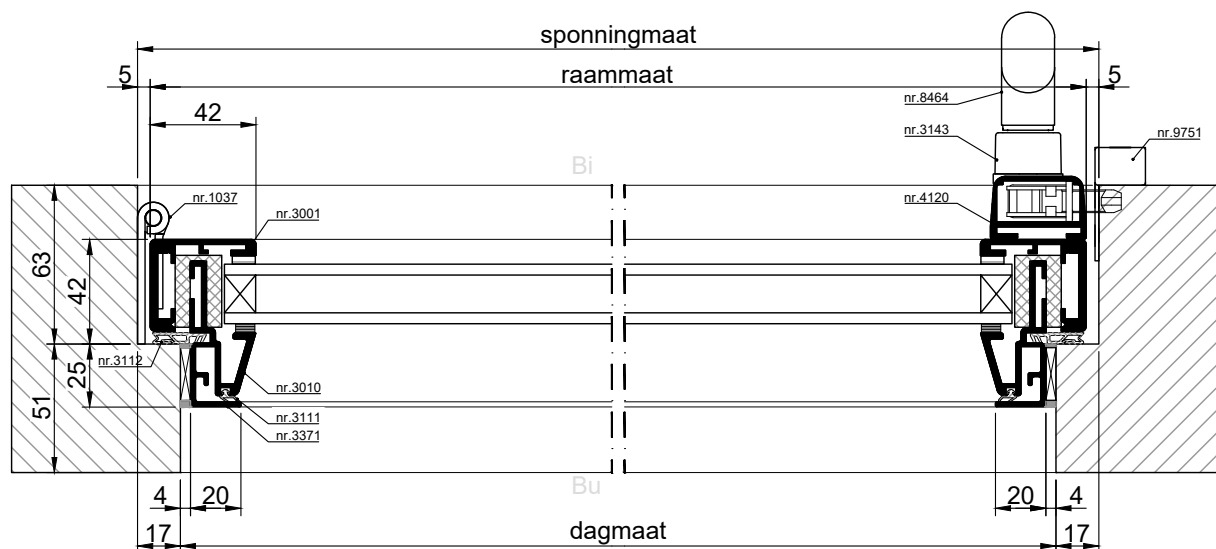 sponningmaat
5
raammaat
5
42
nr.8464
nr.3143
nr.9751
Bi
nr.1037
nr.4120
nr.3001
63
42
nr.3112
25
nr.3010
51
nr.3111
nr.3371
Bu
4
20
20
4
17
dagmaat
17